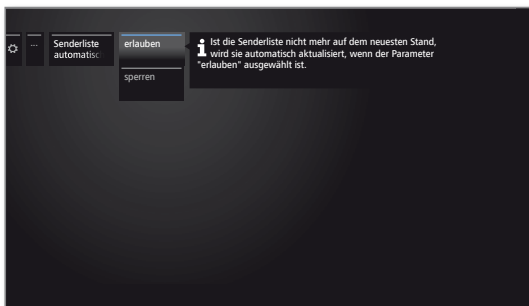 ...
Senderliste
automatisc
erlauben
sperren
Ist die Senderliste nicht mehr auf dem neuesten Stand,
wird sie automatisch aktualisiert, wenn der Parameter
"erlauben" ausgewählt ist.